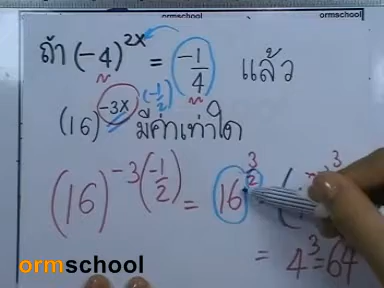 ormschool
ormschool.com
ถ้า (-4)^{2x} = -1/4 แล้ว
(16)^{-3x} (-1/2) มีค่าเท่าใด
(16)^{-3(-1/2)} = 16^{3/2}
= 4^3 = 64
ormschool